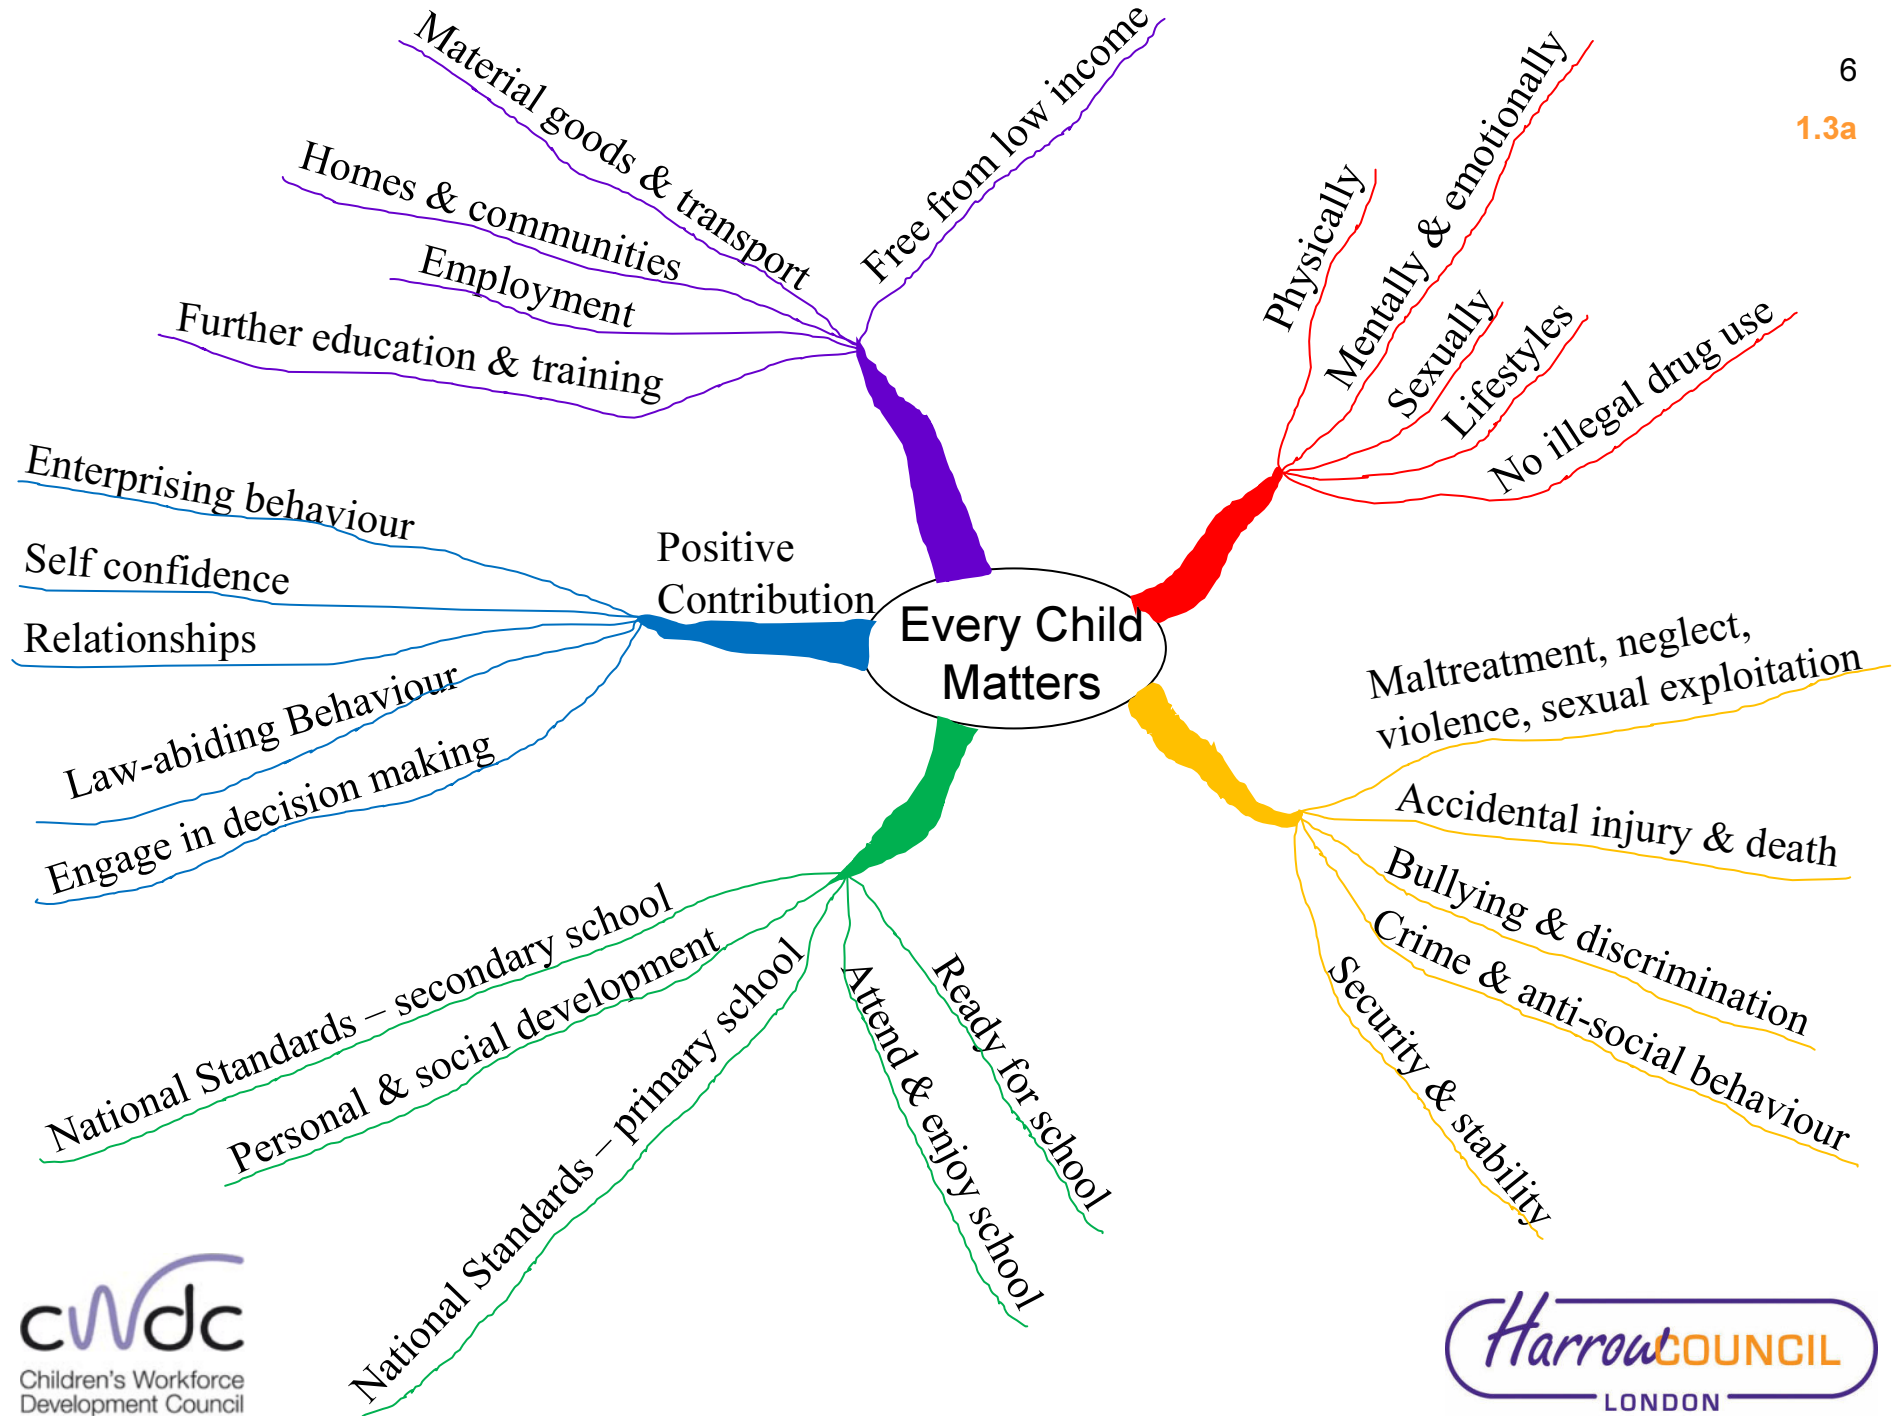 6
1.3a
Material goods & transport
Free from low income
Homes & communities
Employment
Further education & training
Physically
Mentally & emotionally
Sexually
Lifestyles
No illegal drug use
Enterprising behaviour
Self confidence
Relationships
Law-abiding Behaviour
Engage in decision making
Positive
Contribution
Every Child
Matters
Maltreatment, neglect,
violence, sexual exploitation
Accidental injury & death
Bullying & discrimination
Crime & anti-social behaviour
Security & stability
National Standards – secondary school
Personal & social development
National Standards – primary school
Attend & enjoy school
Ready for school
cwdc
Children's Workforce
Development Council
HarrowCOUNCIL
LONDON